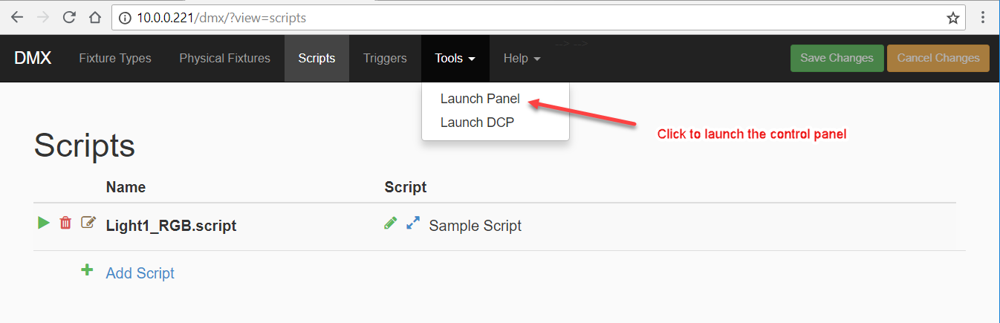 10.0.0.221/dmx/?view=scripts
DMX Fixture Types Physical Fixtures Scripts Triggers Tools Help --> --> Save Changes Cancel Changes
Launch Panel
Launch DCP
Click to launch the control panel
Scripts
Name Script
Light1_RGB.script Sample Script
Add Script